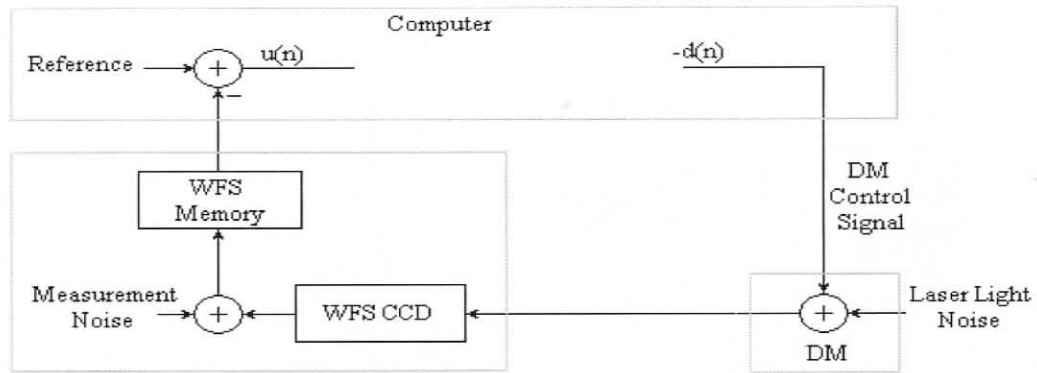 Computer
Reference
+
u(n)
-d(n)
−
WFS
Memory
DM
Control
Signal
Measurement
Noise
+
WFS CCD
+
Laser Light
Noise
DM